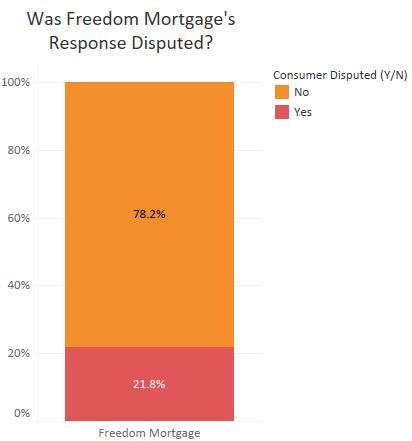 Was Freedom Mortgage's
Response Disputed?
Consumer Disputed (Y/N)
No
Yes
100%
80%
60%
40%
20%
0%
78.2%
21.8%
Freedom Mortgage